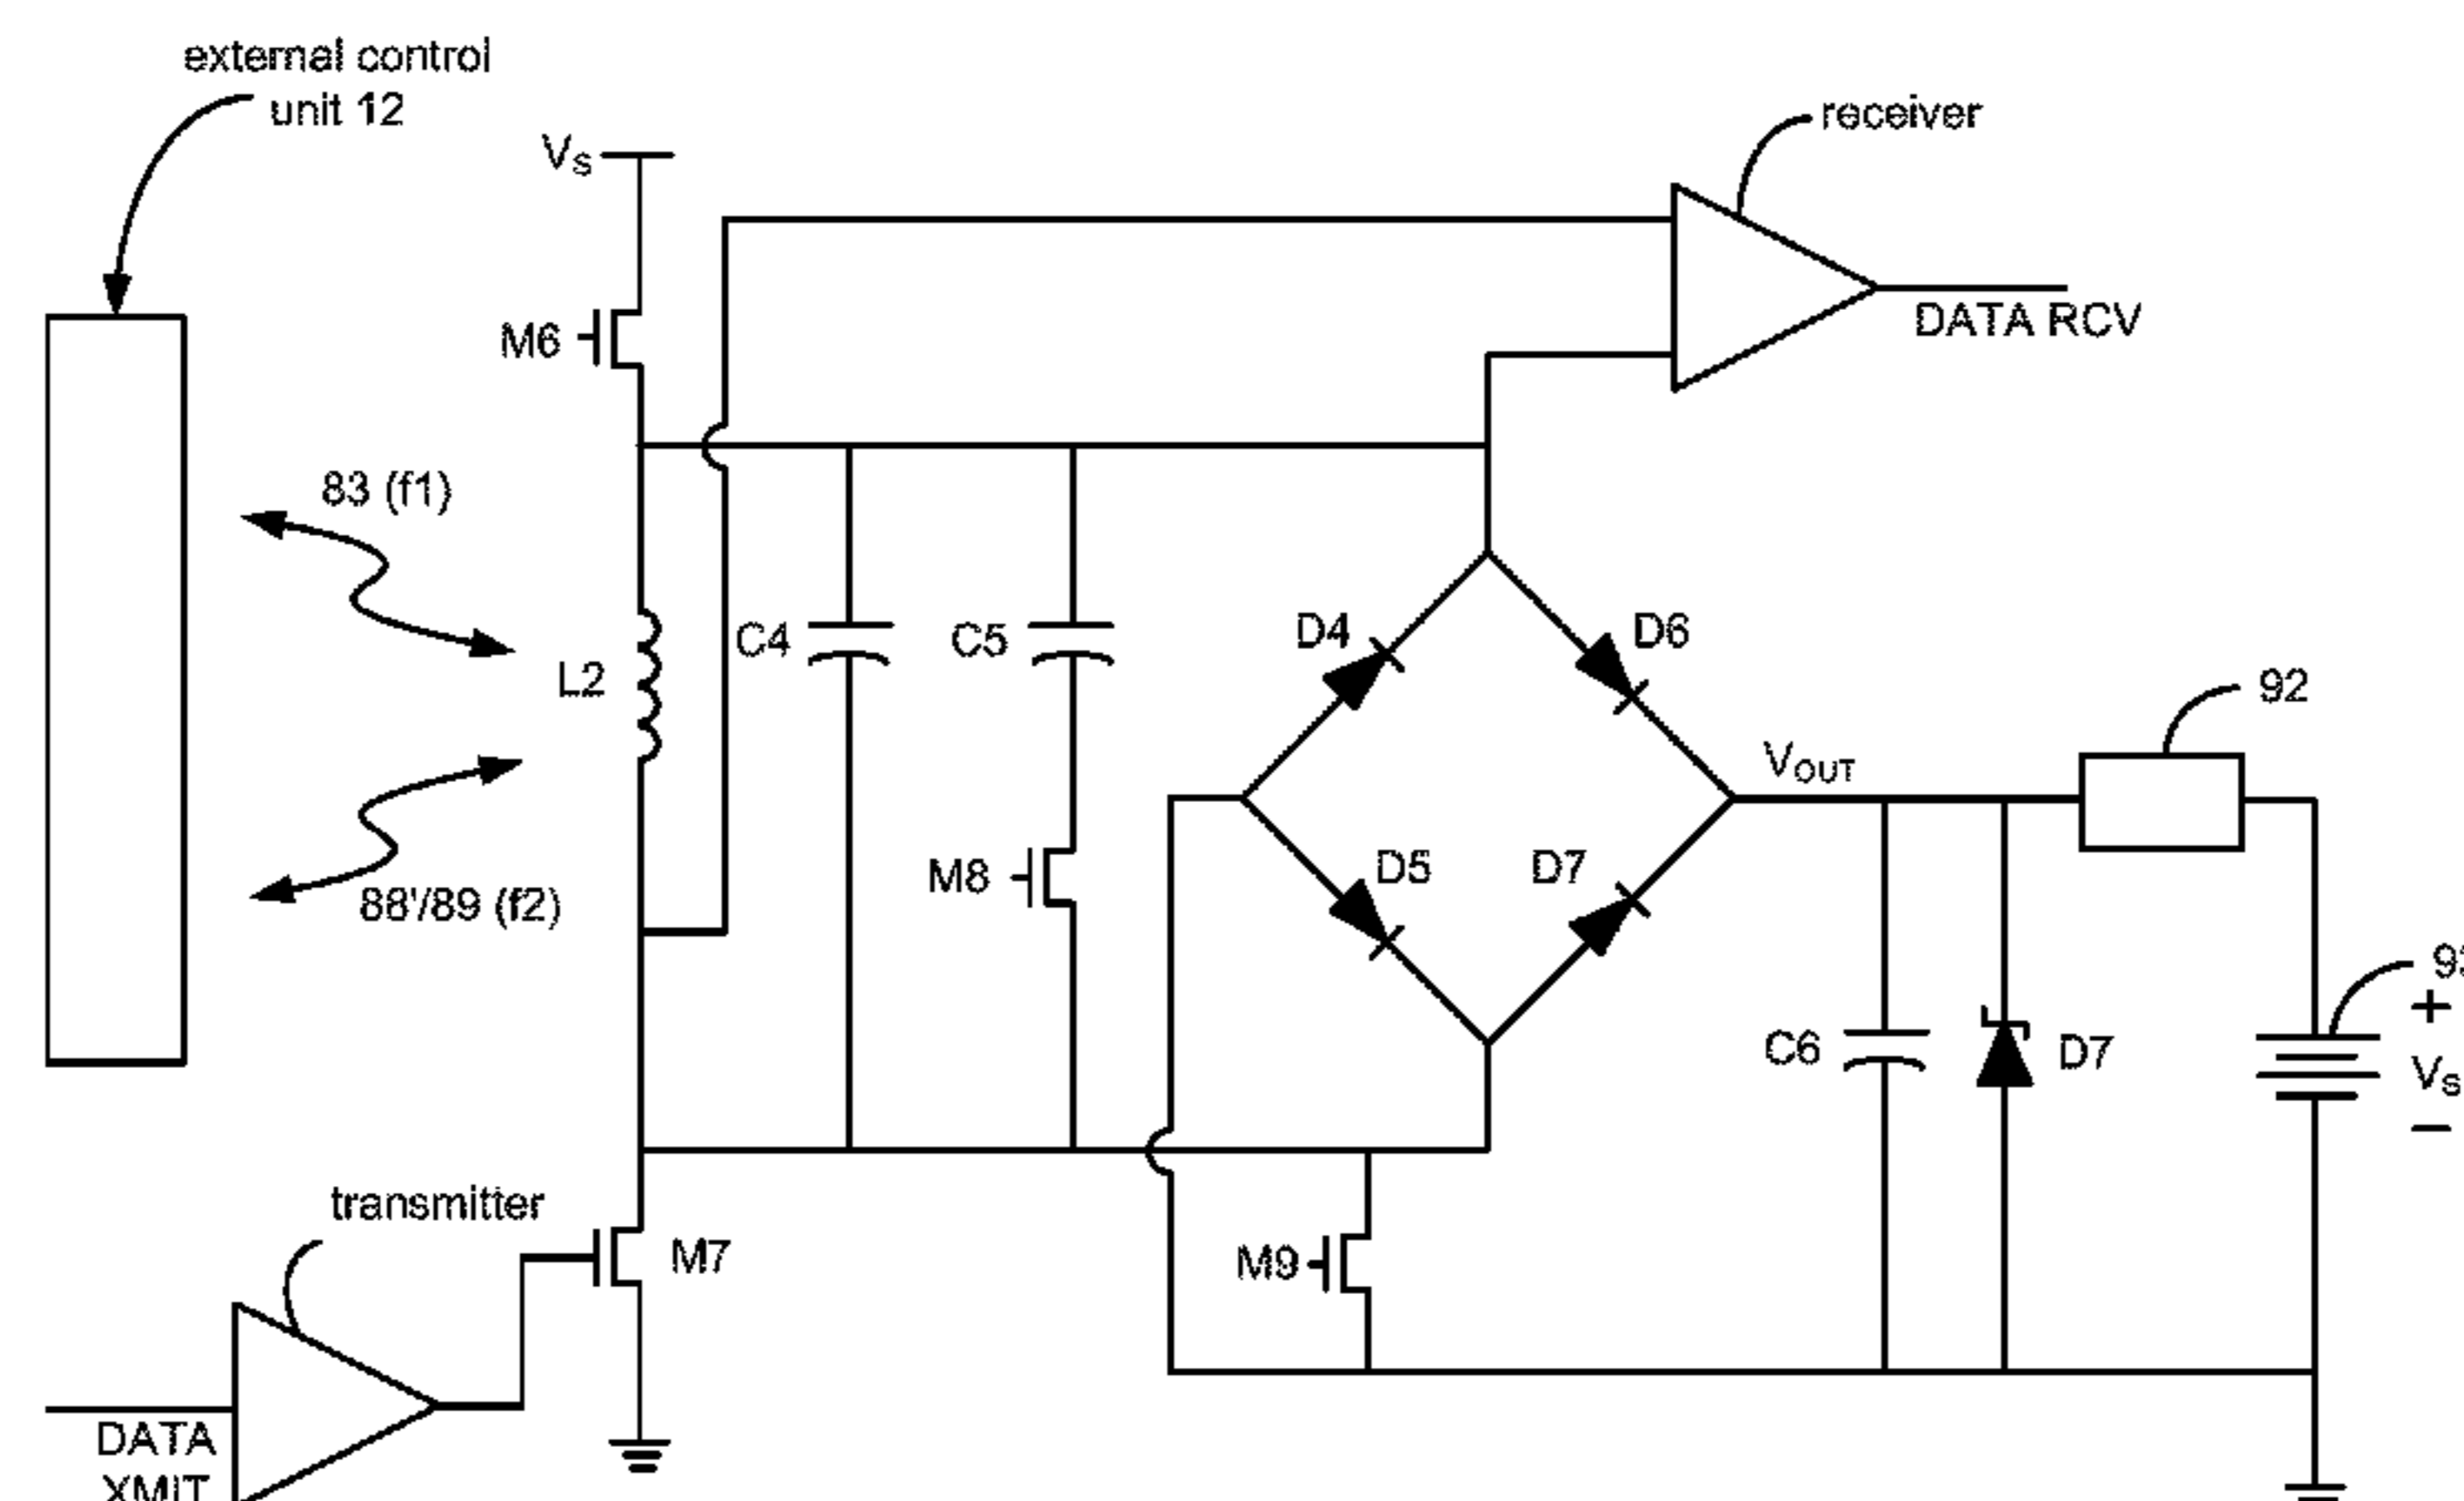 external control
unit 12
receiver
VS
DATA RCV
M6
83 (f1)
L2
C4
C5
D4
D6
92
VOUT
M8
D5
D7
88'/89 (f2)
C6
D7
+
VS
−
transmitter
M7
M9
DATA
XMIT